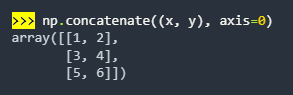 >>> np.concatenate((x, y), axis=0)
array([[1, 2],
       [3, 4],
       [5, 6]])